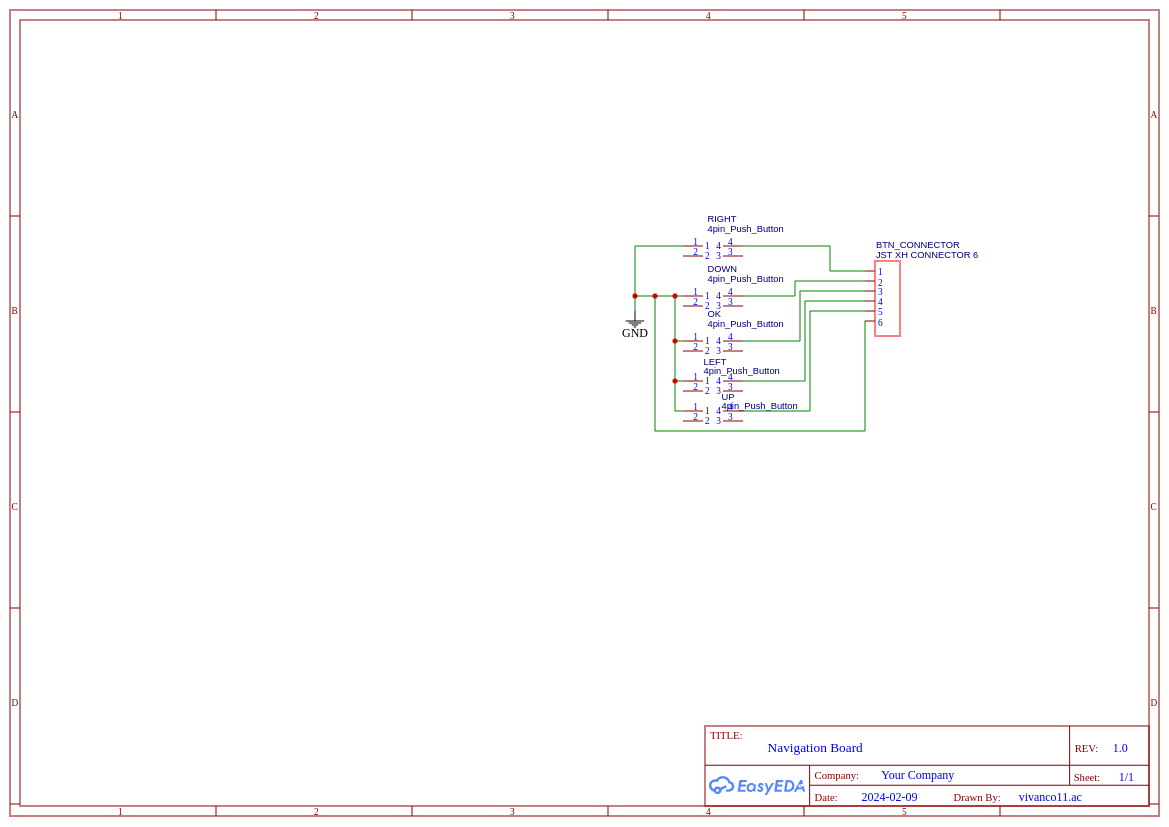 1 2 3 4 5
A A
RIGHT
4pin_Push_Button
1 1 4 4
2 2 3 3
BTN_CONNECTOR
JST XH CONNECTOR 6
1
2
3
4
5
6
DOWN
4pin_Push_Button
1 1 4 4
2 2 3 3
B B
OK
4pin_Push_Button
GND
1 1 4 4
2 2 3 3
LEFT
4pin_Push_Button
1 1 4 4
2 2 3 3
UP
4pin_Push_Button
1 1 4 4
2 2 3 3
C C
D D
TITLE:
Navigation Board
REV: 1.0
EasyEDA
Company: Your Company
Sheet: 1/1
Date: 2024-02-09 Drawn By: vivanco11.ac
1 2 3 4 5